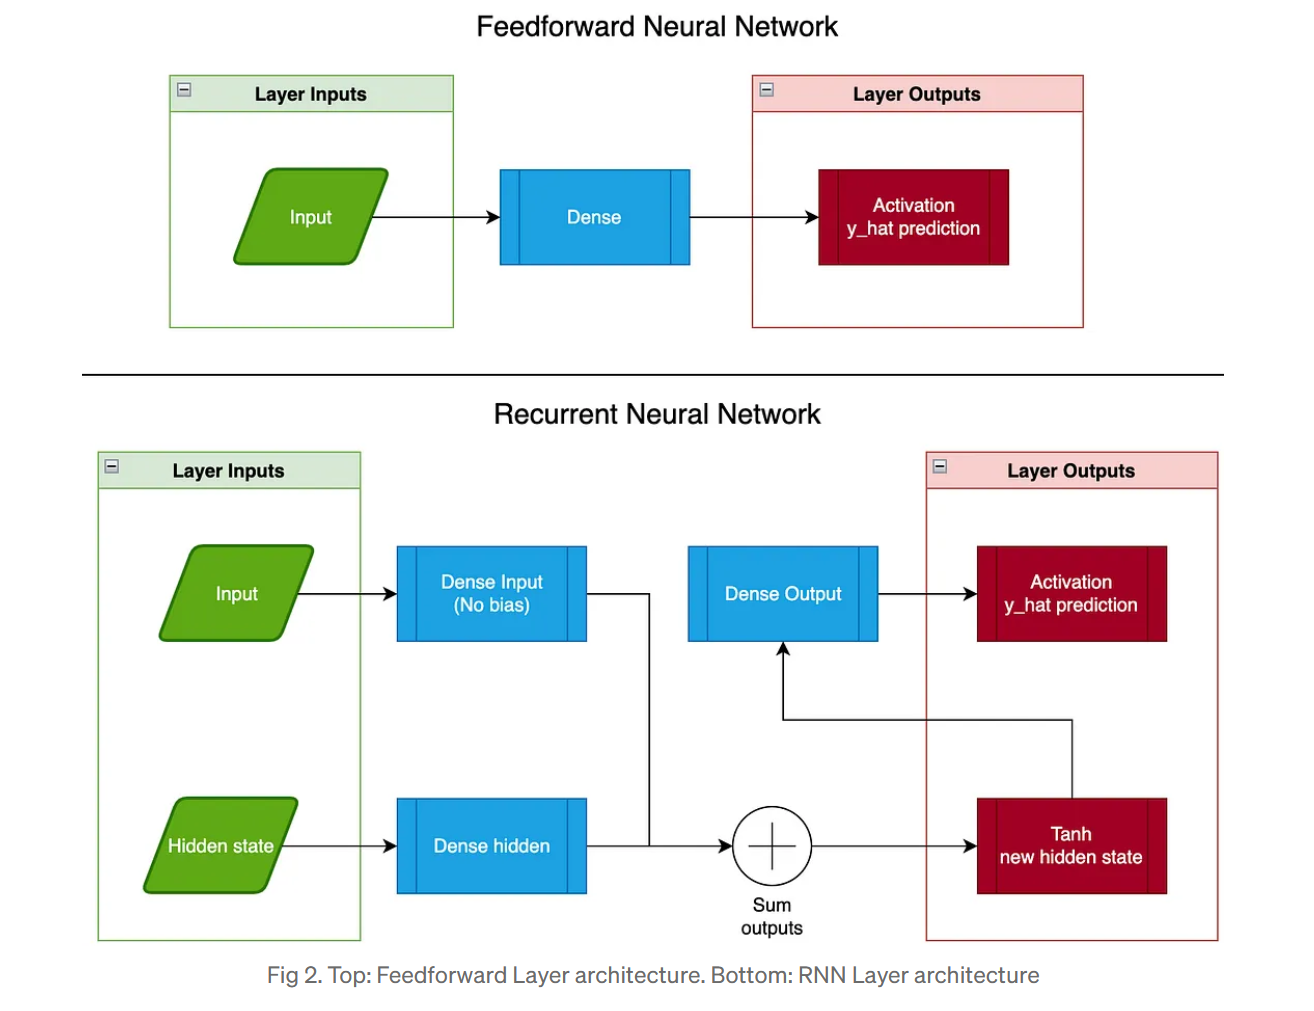 Feedforward Neural Network
Layer Inputs
Layer Outputs
Input
Dense
Activation
y_hat prediction
Recurrent Neural Network
Layer Inputs
Layer Outputs
Input
Dense Input
(No bias)
Dense Output
Activation
y_hat prediction
Hidden state
Dense hidden
Sum
outputs
Tanh
new hidden state
Fig 2. Top: Feedforward Layer architecture. Bottom: RNN Layer architecture